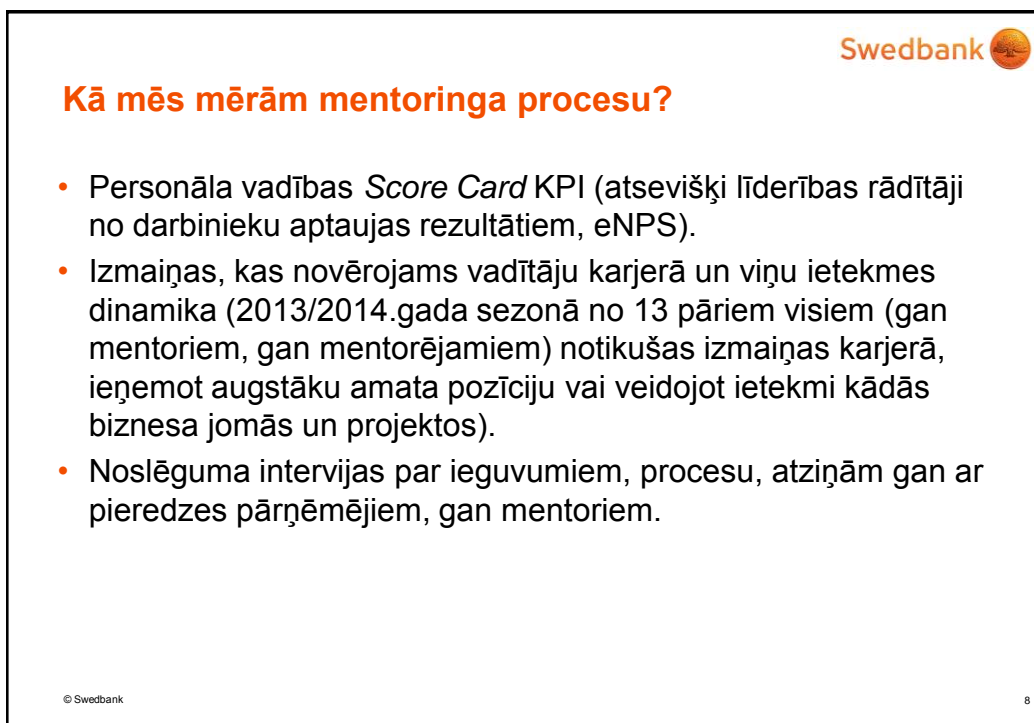 Swedbank
Kā mēs mērām mentoringa procesu?
• Personāla vadības Score Card KPI (atsevišķi līderības rādītāji
no darbinieku aptaujas rezultātiem, eNPS).
• Izmaiņas, kas novērojams vadītāju karjerā un viņu ietekmes
dinamika (2013/2014.gada sezonā no 13 pāriem visiem (gan
mentoriem, gan mentorējamiem) notikušas izmaiņas karjerā,
ieņemot augstāku amata pozīciju vai veidojot ietekmi kādās
biznesa jomās un projektos).
• Noslēguma intervijas par ieguvumiem, procesu, atziņām gan ar
pieredzes pārņēmējiem, gan mentoriem.
© Swedbank
8